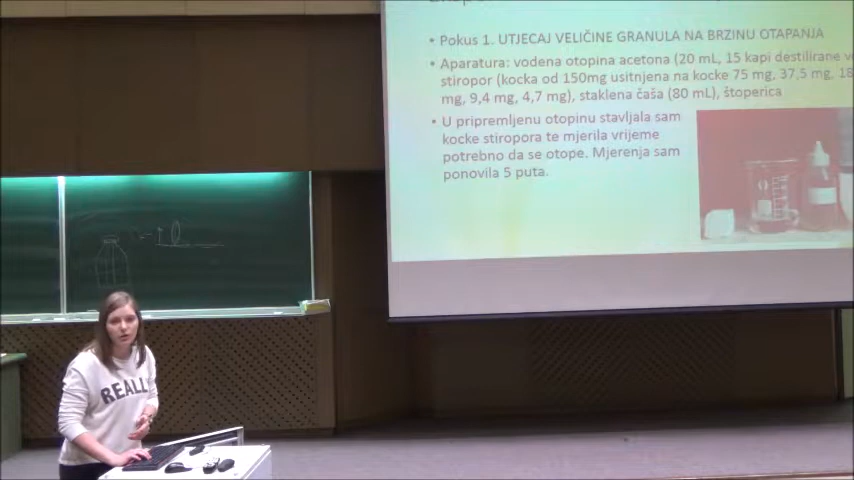 • Pokus 1. UTJECAJ VELIČINE GRANULA NA BRZINU OTAPANJA
• Aparatura: vodena otopina acetona (20 mL, 15 kapi destilirane
stiropor (kocka od 150mg usitnjena na kocke 75 mg, 37,5 mg,
mg, 9,4 mg, 4,7 mg), staklena čaša (80 mL), štoperica
• U pripremljenu otopinu stavljala sam
kocke stiropora te mjerila vrijeme
potrebno da se otope. Mjerenja sam
ponovila 5 puta.
REALL